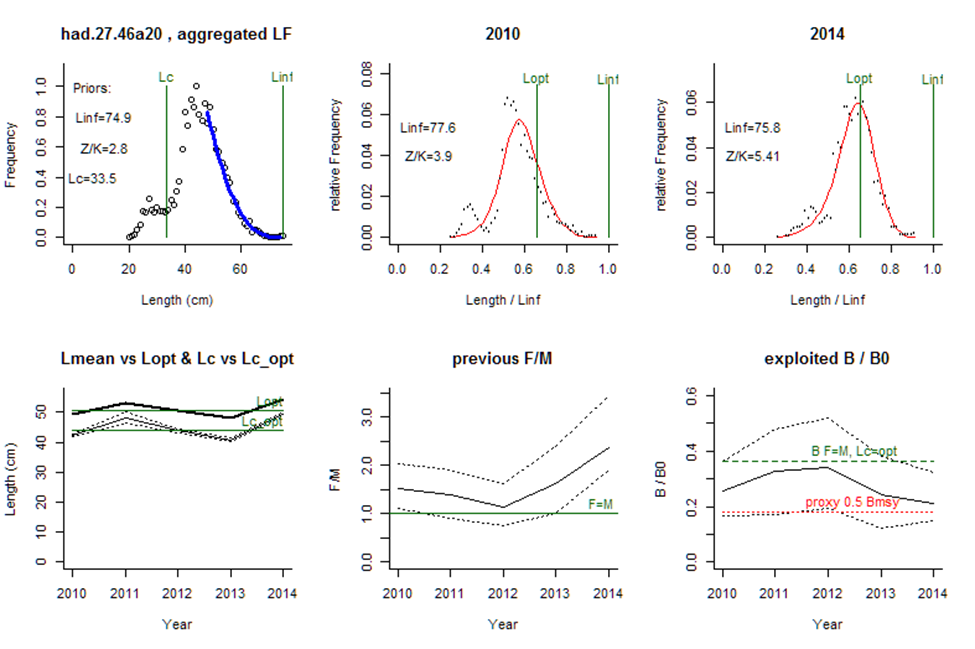 had.27.46a20 , aggregated LF
Frequency
0.0 0.2 0.4 0.6 0.8 1.0
Priors:
Linf=74.9
Z/K=2.8
Lc=33.5
Lc
Linf
0 20 40 60
Length (cm)
2010
relative Frequency
0.00 0.02 0.04 0.06 0.08
Linf=77.6
Z/K=3.9
Lopt
Linf
0.0 0.2 0.4 0.6 0.8 1.0
Length / Linf
2014
relative Frequency
0.00 0.02 0.04 0.06
Linf=75.8
Z/K=5.41
Lopt
Linf
0.0 0.2 0.4 0.6 0.8 1.0
Length / Linf
Lmean vs Lopt & Lc vs Lc_opt
Length (cm)
0 10 20 30 40 50
Lopt
Lc_opt
2010 2011 2012 2013 2014
Year
previous F/M
F/M
0.0 1.0 2.0 3.0
F=M
2010 2011 2012 2013 2014
Year
exploited B / B0
B / B0
0.0 0.2 0.4 0.6
B F=M, Lc=opt
proxy 0.5 Bmsy
2010 2011 2012 2013 2014
Year